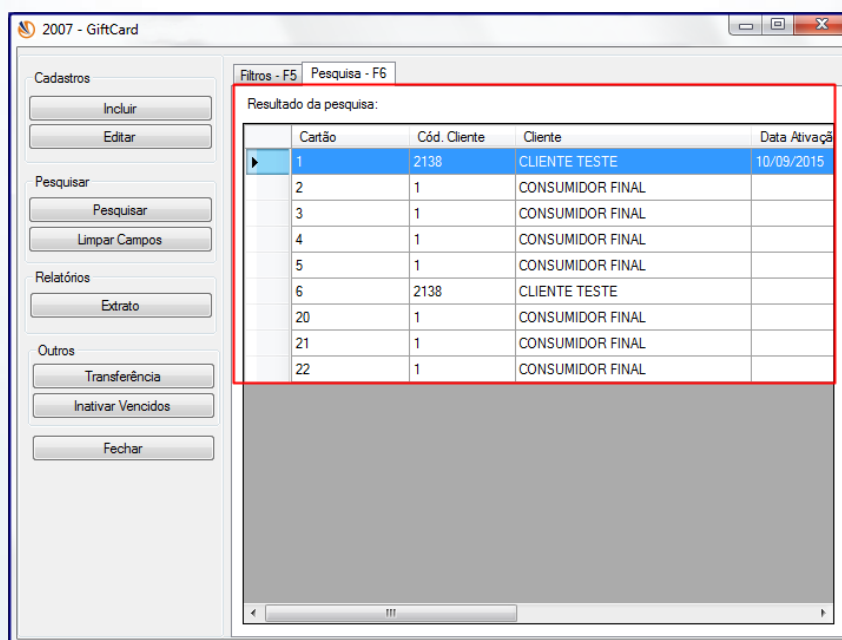 2007 - GiftCard
Cadastros
Incluir
Editar
Pesquisar
Pesquisar
Limpar Campos
Relatórios
Extrato
Outros
Transferência
Inativar Vencidos
Fechar
Filtros - F5 Pesquisa - F6
Resultado da pesquisa:
Cartão Cód. Cliente Cliente Data Ativaçã
1 2138 CLIENTE TESTE 10/09/2015
2 1 CONSUMIDOR FINAL
3 1 CONSUMIDOR FINAL
4 1 CONSUMIDOR FINAL
5 1 CONSUMIDOR FINAL
6 2138 CLIENTE TESTE
20 1 CONSUMIDOR FINAL
21 1 CONSUMIDOR FINAL
22 1 CONSUMIDOR FINAL